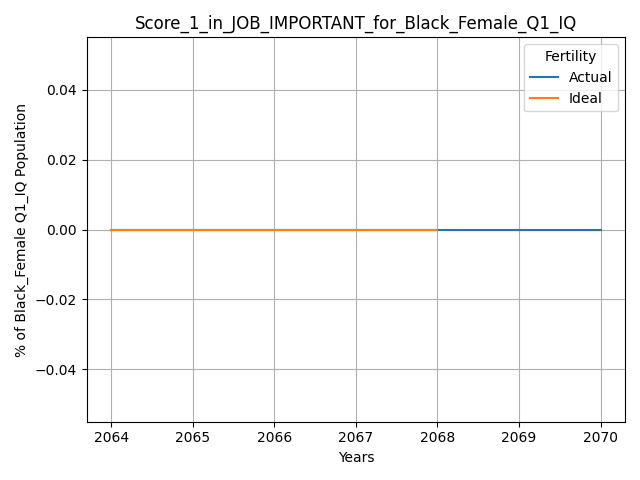 Score_1_in_JOB_IMPORTANT_for_Black_Female_Q1_IQ
Fertility
Actual
Ideal
% of Black_Female Q1_IQ Population
0.04
0.02
0.00
−0.02
−0.04
2064 2065 2066 2067 2068 2069 2070
Years